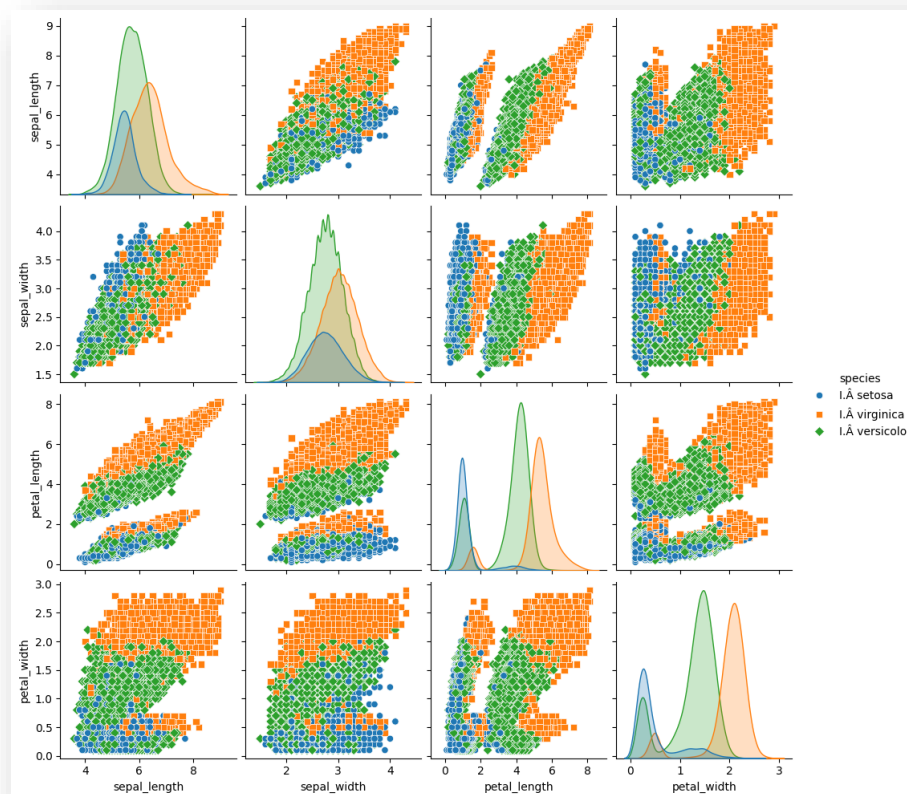 9
8
7
6
5
4
sepal_length
4.0
3.5
3.0
2.5
2.0
1.5
sepal_width
8
6
4
2
0
petal_length
3.0
2.5
2.0
1.5
1.0
0.5
0.0
petal_width
4 6 8
sepal_length
2 3 4
sepal_width
0 2 4 6 8
petal_length
0 1 2 3
petal_width
species
I.Â setosa
I.Â virginica
I.Â versicolo